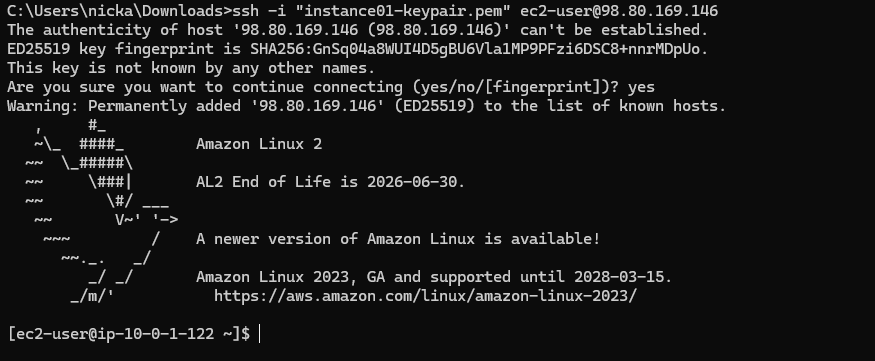 C:\Users\nicka\Downloads>ssh -i "instance01-keypair.pem" ec2-user@98.80.169.146
The authenticity of host '98.80.169.146 (98.80.169.146)' can't be established.
ED25519 key fingerprint is SHA256:GnSq04a8WUI4D5gBU6Vla1MP9PFzi6DSC8+nnrMDpUo.
This key is not known by any other names.
Are you sure you want to continue connecting (yes/no/[fingerprint])? yes
Warning: Permanently added '98.80.169.146' (ED25519) to the list of known hosts.
   ,     #_
   ~\_  ####_        Amazon Linux 2
  ~~  \_#####\
  ~~     \###|       AL2 End of Life is 2026-06-30.
  ~~       \#/ ___
   ~~       V~' '->
    ~~~         /    A newer version of Amazon Linux is available!
      ~~._.   _/
         _/ _/       Amazon Linux 2023, GA and supported until 2028-03-15.
       _/m/'           https://aws.amazon.com/linux/amazon-linux-2023/
[ec2-user@ip-10-0-1-122 ~]$